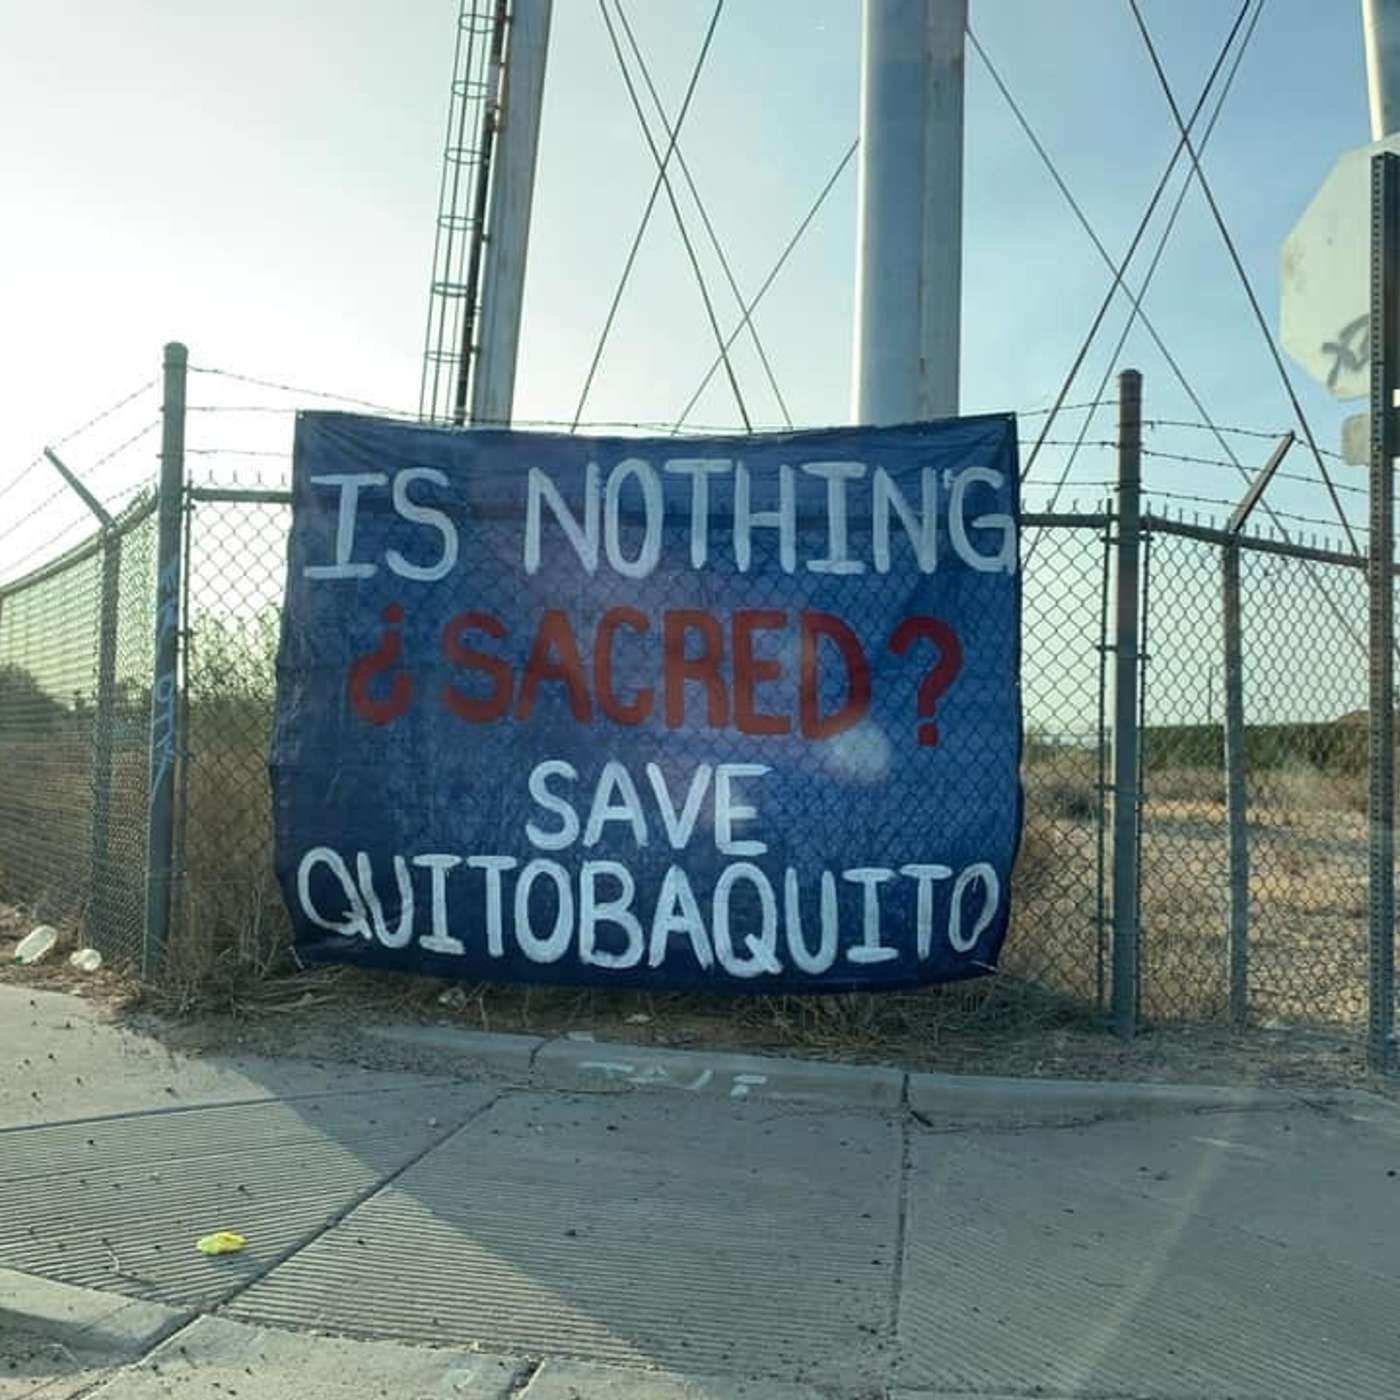 IS NOTHING
¿SACRED?
SAVE
QUITOBAQUITO